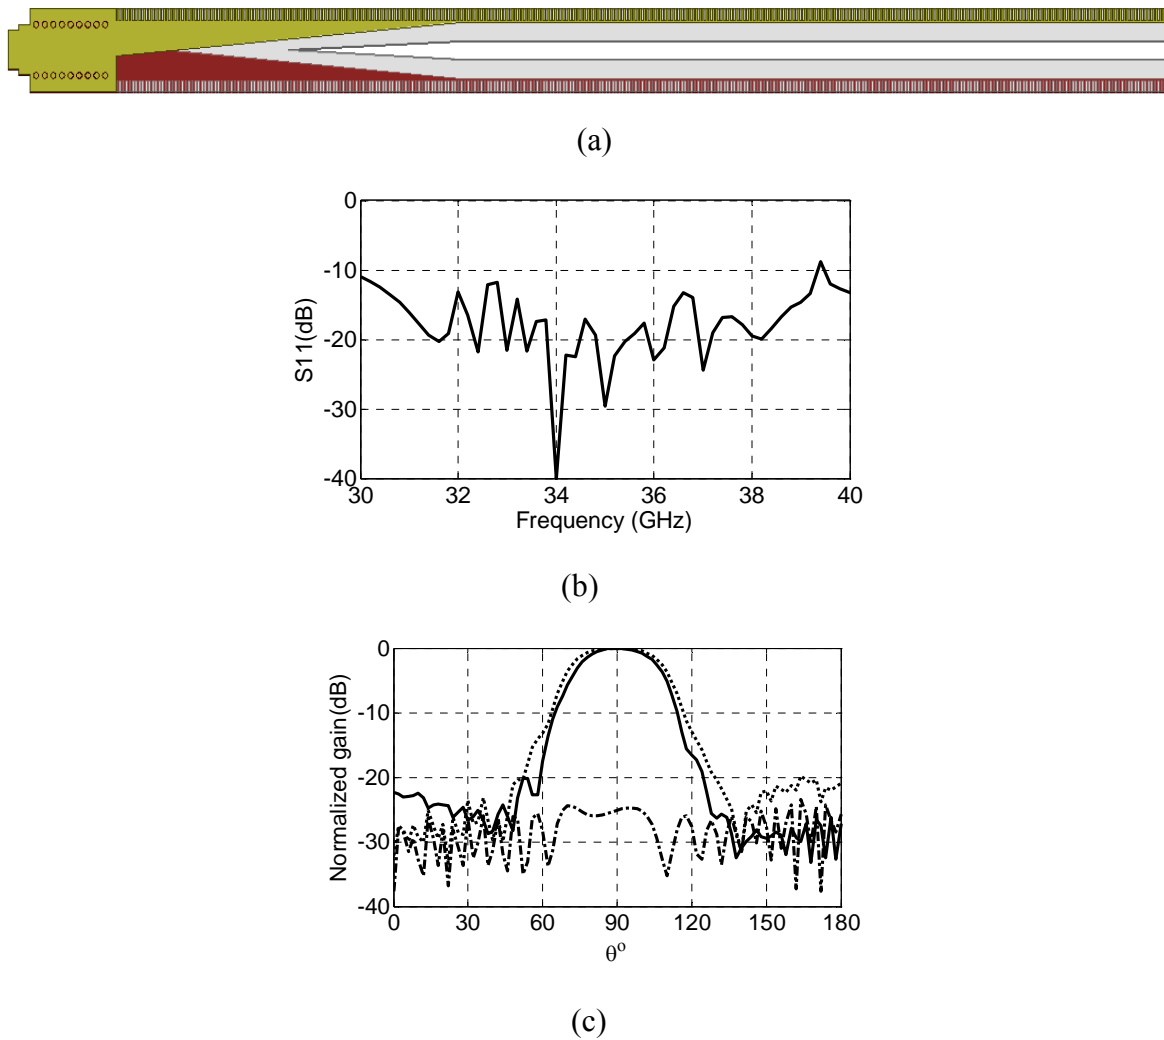 (a)
0
-10
-20
-30
-40
S11(dB)
30 32 34 36 38 40
Frequency (GHz)
(b)
0
-10
-20
-30
-40
Normalized gain(dB)
0 30 60 90 120 150 180
θº
(c)